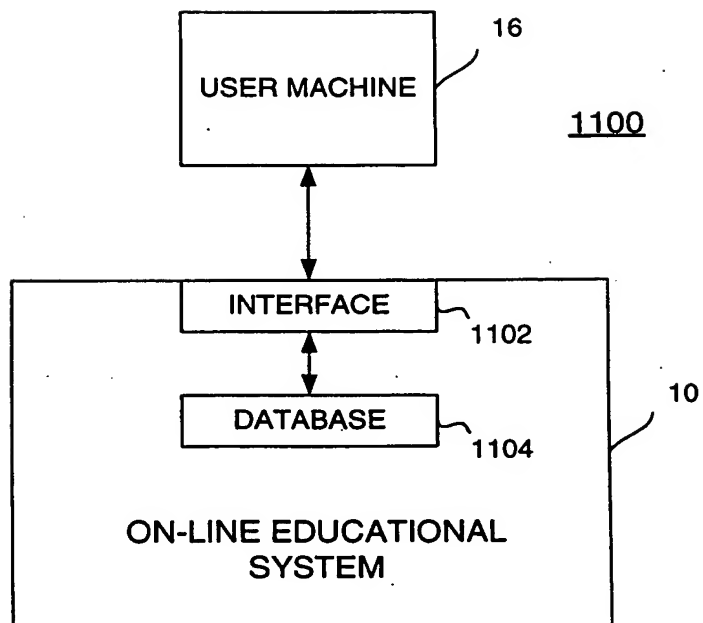 16
USER MACHINE
1100
INTERFACE
1102
10
DATABASE
1104
ON-LINE EDUCATIONAL
SYSTEM